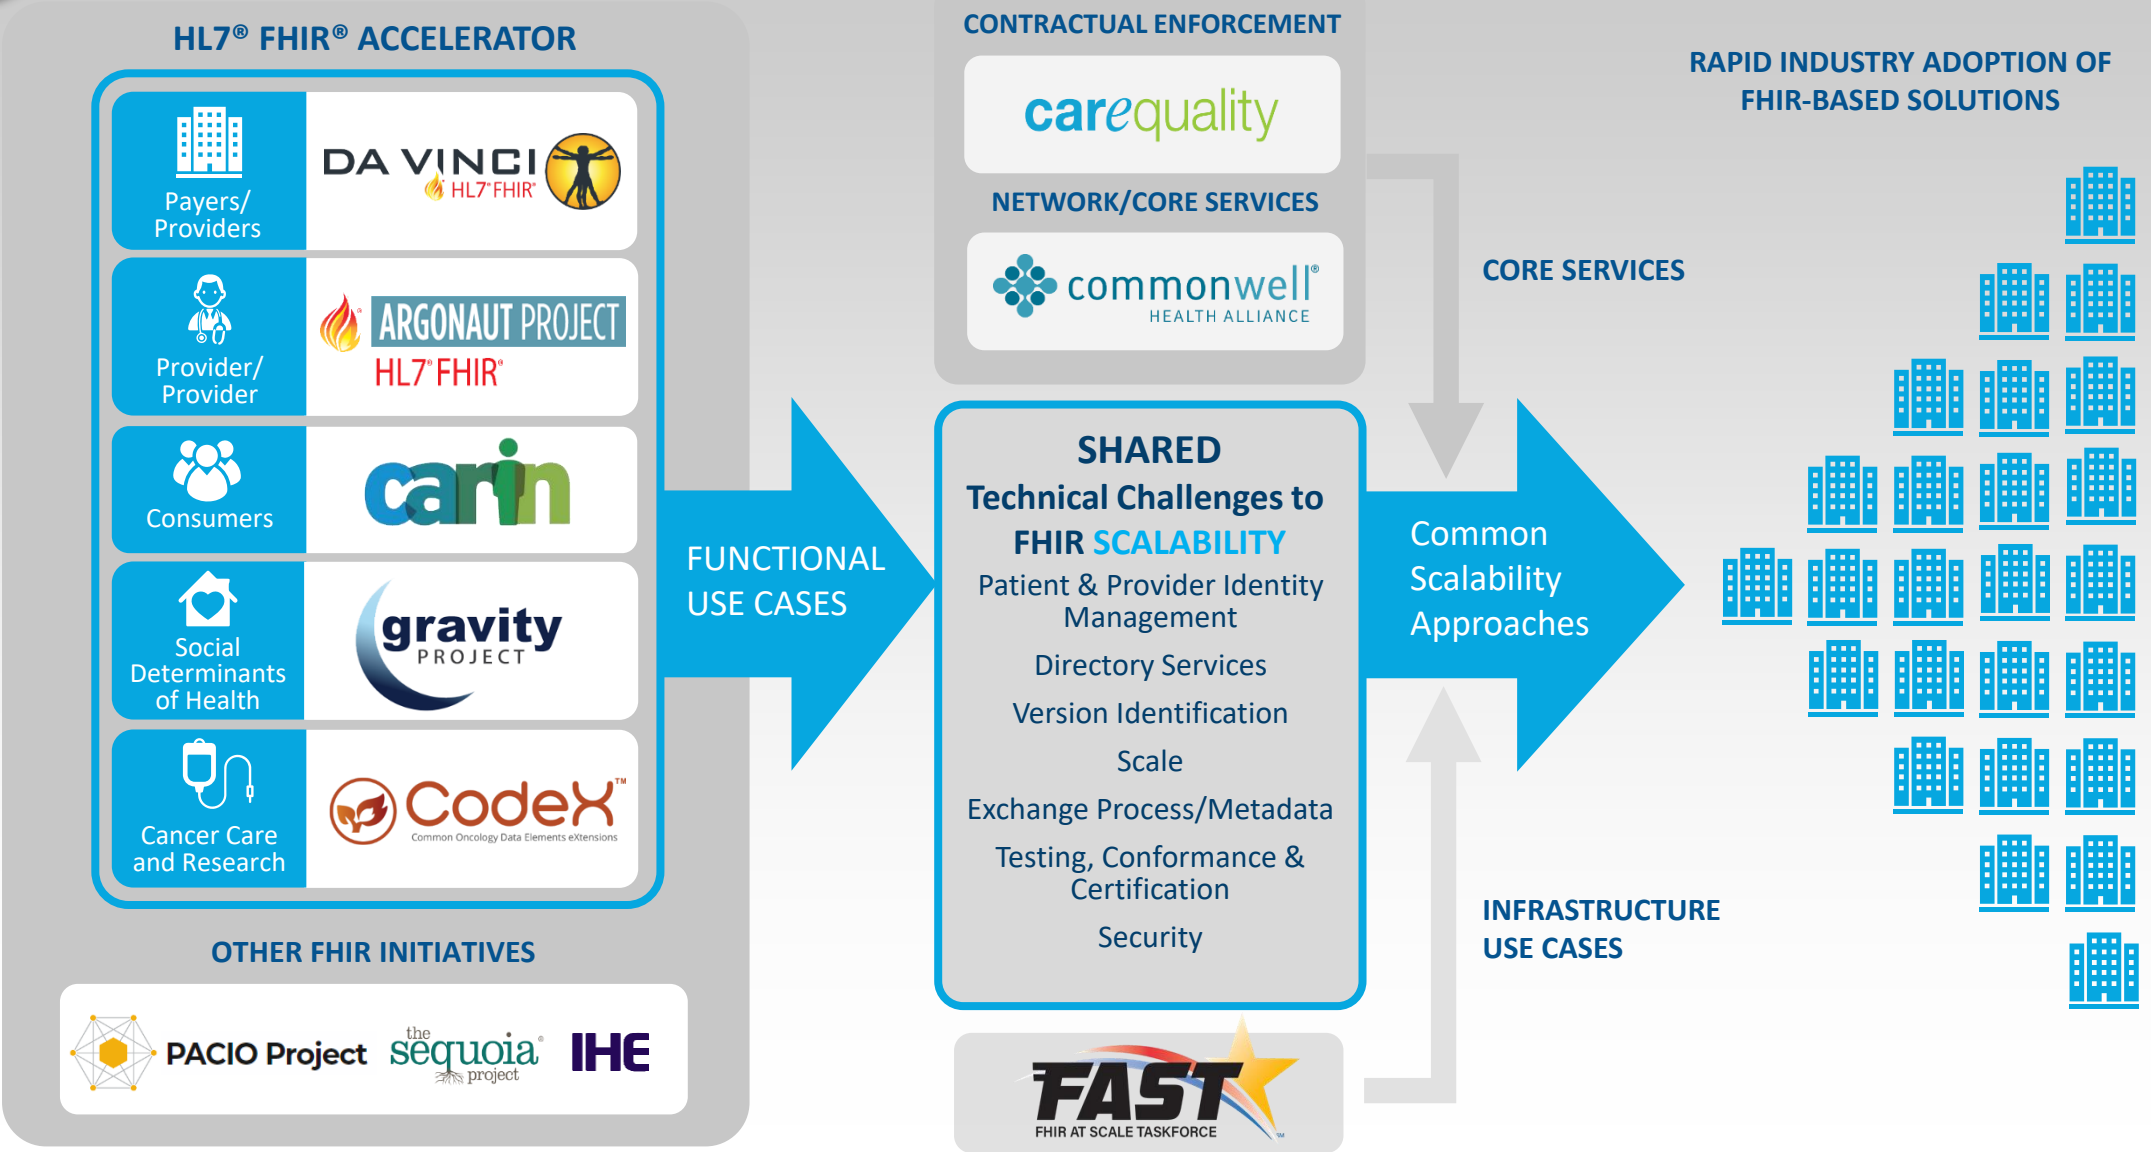 HL7® FHIR® ACCELERATOR
Payers/
Providers
DA VINCI
HL7® FHIR®
Provider/
Provider
ARGONAUT PROJECT
HL7® FHIR®
Consumers
carin
Social
Determinants
of Health
gravity
PROJECT
Cancer Care
and Research
CodeX™
Common Oncology Data Elements eXtensions
OTHER FHIR INITIATIVES
PACIO Project
the
sequoia®
project
IHE
FUNCTIONAL
USE CASES
CONTRACTUAL ENFORCEMENT
carequality
NETWORK/CORE SERVICES
commonwell®
HEALTH ALLIANCE
SHARED
Technical Challenges to
FHIR SCALABILITY
Patient & Provider Identity
Management
Directory Services
Version Identification
Scale
Exchange Process/Metadata
Testing, Conformance &
Certification
Security
FAST
FHIR AT SCALE TASKFORCE
SM
CORE SERVICES
Common
Scalability
Approaches
INFRASTRUCTURE
USE CASES
RAPID INDUSTRY ADOPTION OF
FHIR-BASED SOLUTIONS